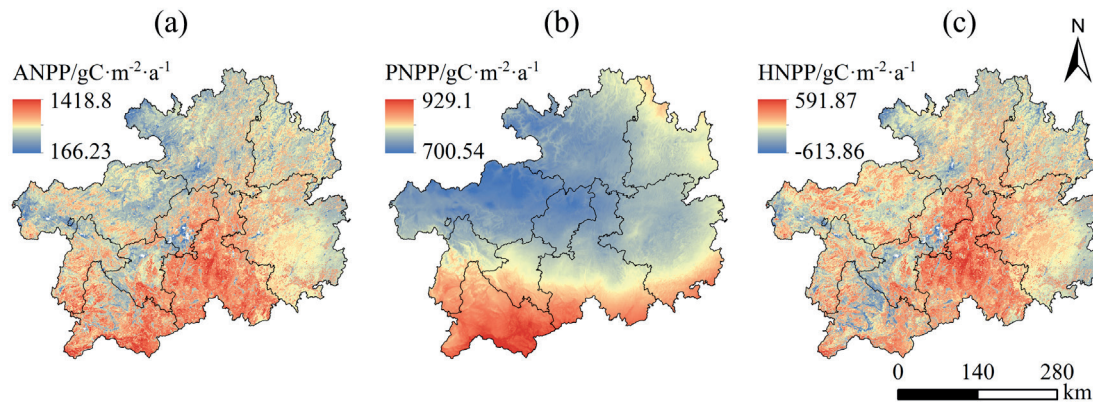 (a)
(b)
(c)
N
ANPP/gC·m⁻²·a⁻¹
1418.8
166.23
PNPP/gC·m⁻²·a⁻¹
929.1
700.54
HNPP/gC·m⁻²·a⁻¹
591.87
-613.86
0 140 280
km